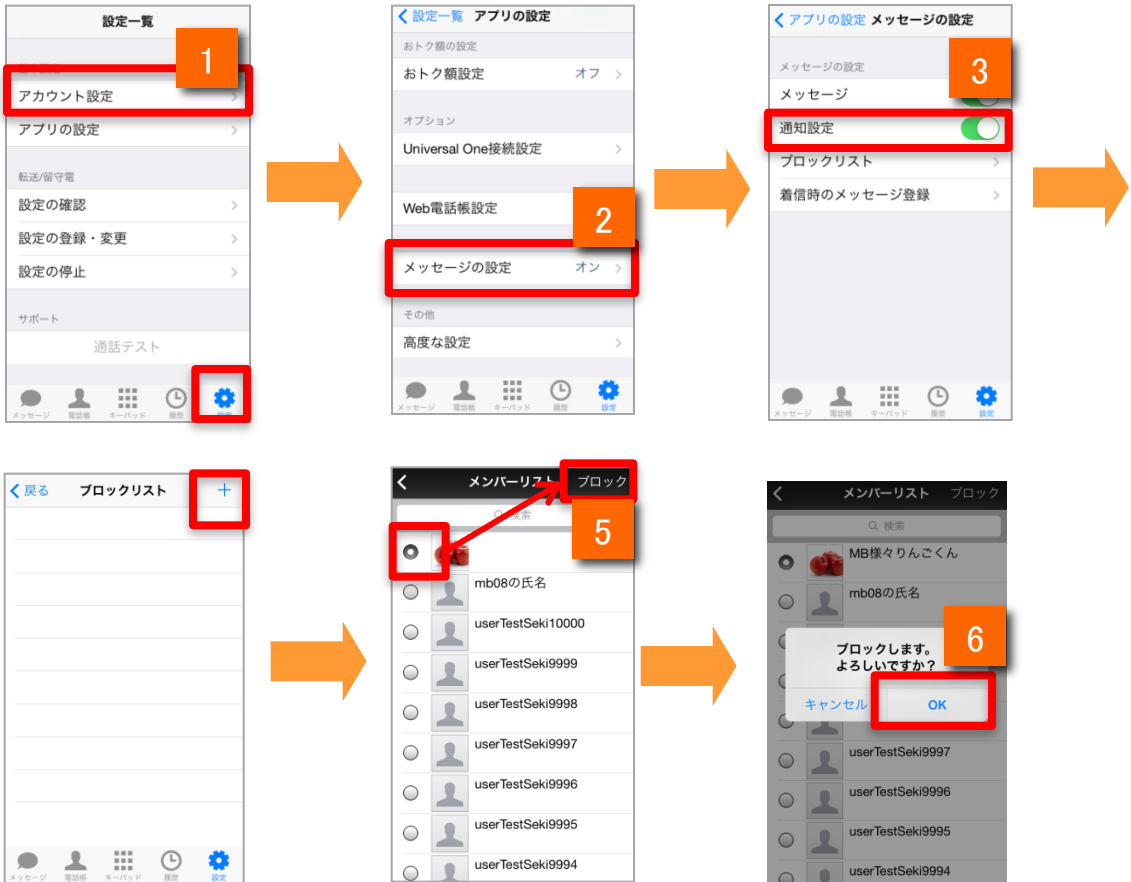 設定一覧
1
アカウント設定
アプリの設定
転送/留守電
設定の確認
設定の登録・変更
設定の停止
サポート
通話テスト
メッセージ 電話帳 キーパッド 履歴 設定
設定一覧 アプリの設定
おトク額の設定
おトク額設定 オフ
オプション
Universal One接続設定
Web電話帳設定
2
メッセージの設定 オン
その他
高度な設定
メッセージ 電話帳 キーパッド 履歴 設定
アプリの設定 メッセージの設定
メッセージの設定
3
メッセージ
通知設定
ブロックリスト
着信時のメッセージ登録
メッセージ 電話帳 キーパッド 履歴 設定
戻る ブロックリスト +
メッセージ 電話帳 キーパッド 履歴 設定
メンバーリスト ブロック
検索
5
mb08の氏名
userTestSeki10000
userTestSeki9999
userTestSeki9998
userTestSeki9997
userTestSeki9996
userTestSeki9995
userTestSeki9994
メンバーリスト ブロック
検索
MB様々りんごくん
mb08の氏名
6
ブロックします。
よろしいですか？
キャンセル OK
userTestSeki9997
userTestSeki9996
userTestSeki9995
userTestSeki9994